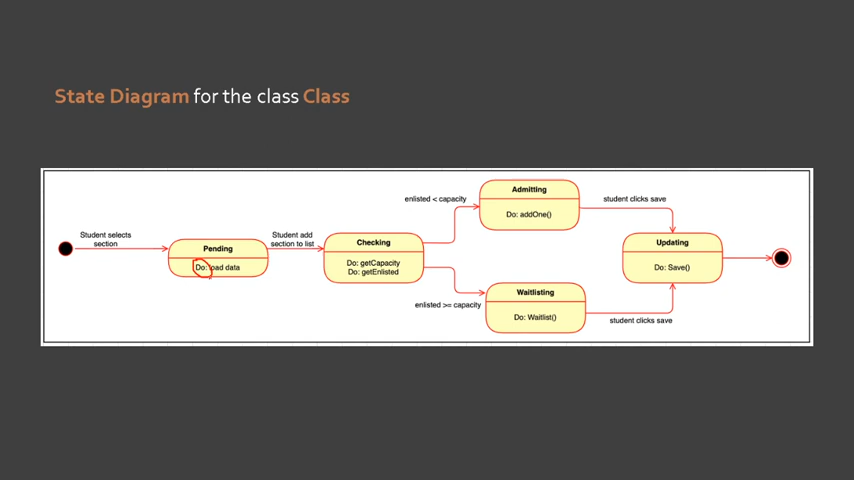 State Diagram for the class Class
Student selects
section
Pending
Do: load data
Student add
section to list
Checking
Do: getCapacity
Do: getEnlisted
enlisted < capacity
Admitting
Do: addOne()
student clicks save
enlisted >= capacity
Waitlisting
Do: Waitlist()
student clicks save
Updating
Do: Save()